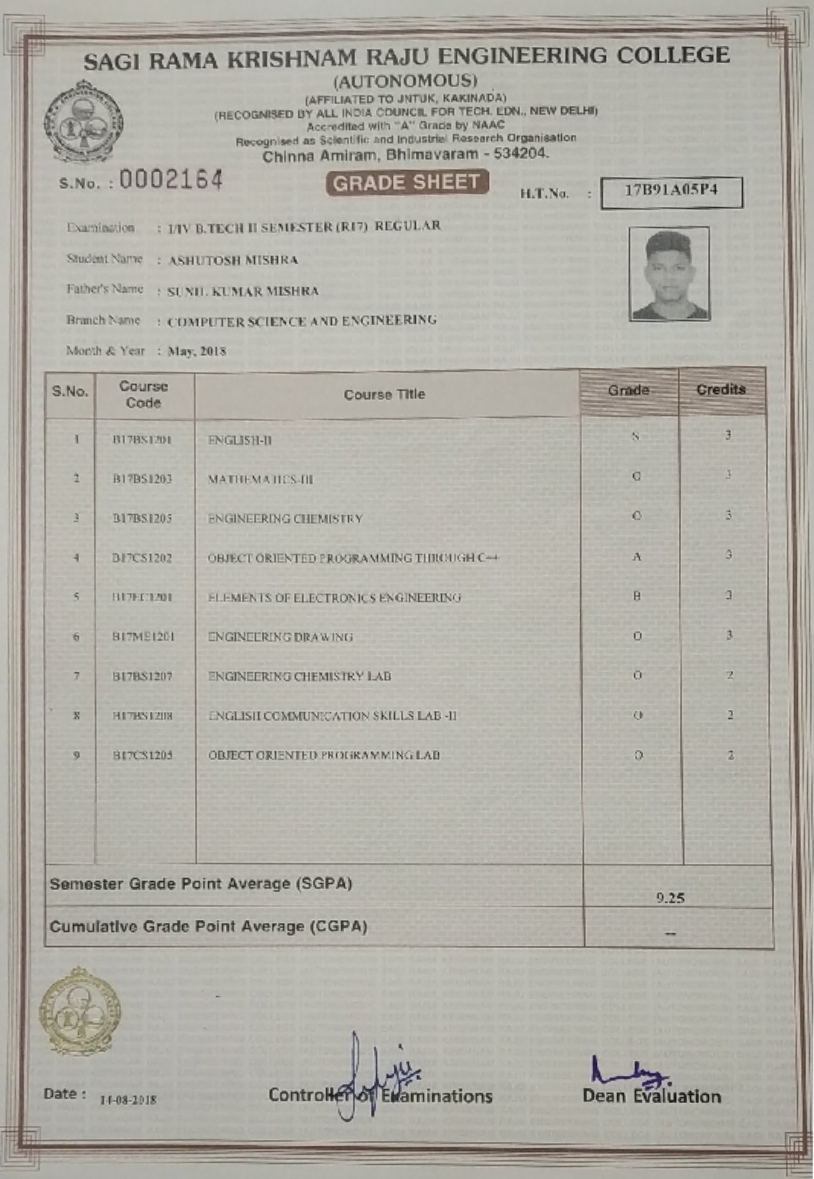 SAGI RAMA KRISHNAM RAJU ENGINEERING COLLEGE
(AUTONOMOUS)
(AFFILIATED TO JNTUK, KAKINADA)
(RECOGNISED BY ALL INDIA COUNCIL FOR TECH. EDN., NEW DELHI)
Accredited with "A" Grade by NAAC
Recognised as Scientific and Industrial Research Organisation
Chinna Amiram, Bhimavaram - 534204.
S.No. : 0002164 GRADE SHEET H.T.No. : 17B91A05P4
Examination : I/IV B.TECH II SEMESTER (R17) REGULAR
Student Name : ASHUTOSH MISHRA
Father's Name : SUNIL KUMAR MISHRA
Branch Name : COMPUTER SCIENCE AND ENGINEERING
Month & Year : May, 2018
S.No. Course Code Course Title Grade Credits
1 B17BS1201 ENGLISH-II S 3
2 B17BS1203 MATHEMATICS-III O 3
3 B17BS1205 ENGINEERING CHEMISTRY O 3
4 B17CS1202 OBJECT ORIENTED PROGRAMMING THROUGH C++ A 3
5 B17EC1201 ELEMENTS OF ELECTRONICS ENGINEERING B 3
6 B17ME1201 ENGINEERING DRAWING O 3
7 B17BS1207 ENGINEERING CHEMISTRY LAB O 2
8 B17BS1208 ENGLISH COMMUNICATION SKILLS LAB -II O 2
9 B17CS1205 OBJECT ORIENTED PROGRAMMING LAB O 2
Semester Grade Point Average (SGPA) 9.25
Cumulative Grade Point Average (CGPA) --
Date : 14-08-2018 Controller of Examinations Dean Evaluation